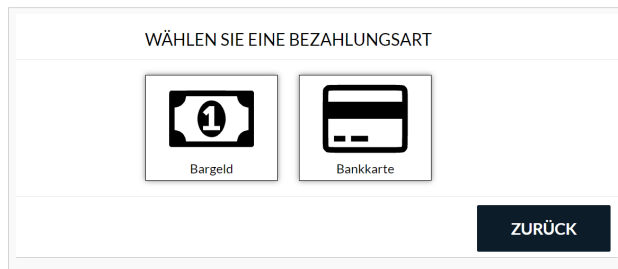 WÄHLEN SIE EINE BEZAHLUNGSART
1
Bargeld
Bankkarte
ZURÜCK